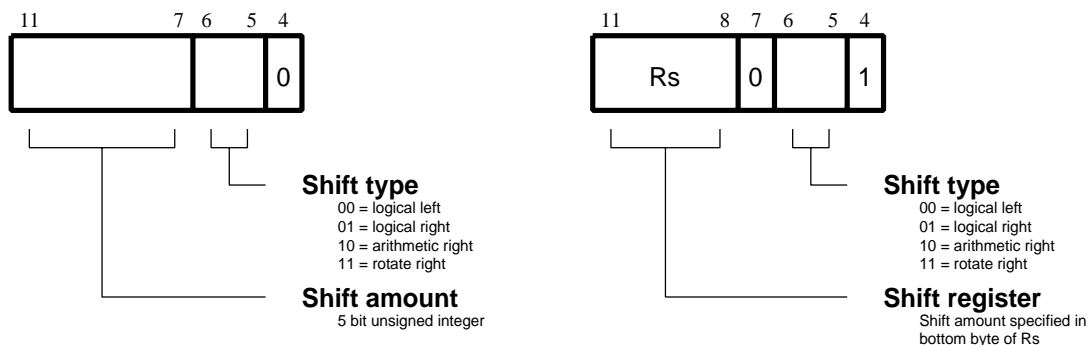 11 7 6 5 4
0
Shift type
00 = logical left
01 = logical right
10 = arithmetic right
11 = rotate right
Shift amount
5 bit unsigned integer
11 8 7 6 5 4
Rs 0 1
Shift type
00 = logical left
01 = logical right
10 = arithmetic right
11 = rotate right
Shift register
Shift amount specified in
bottom byte of Rs